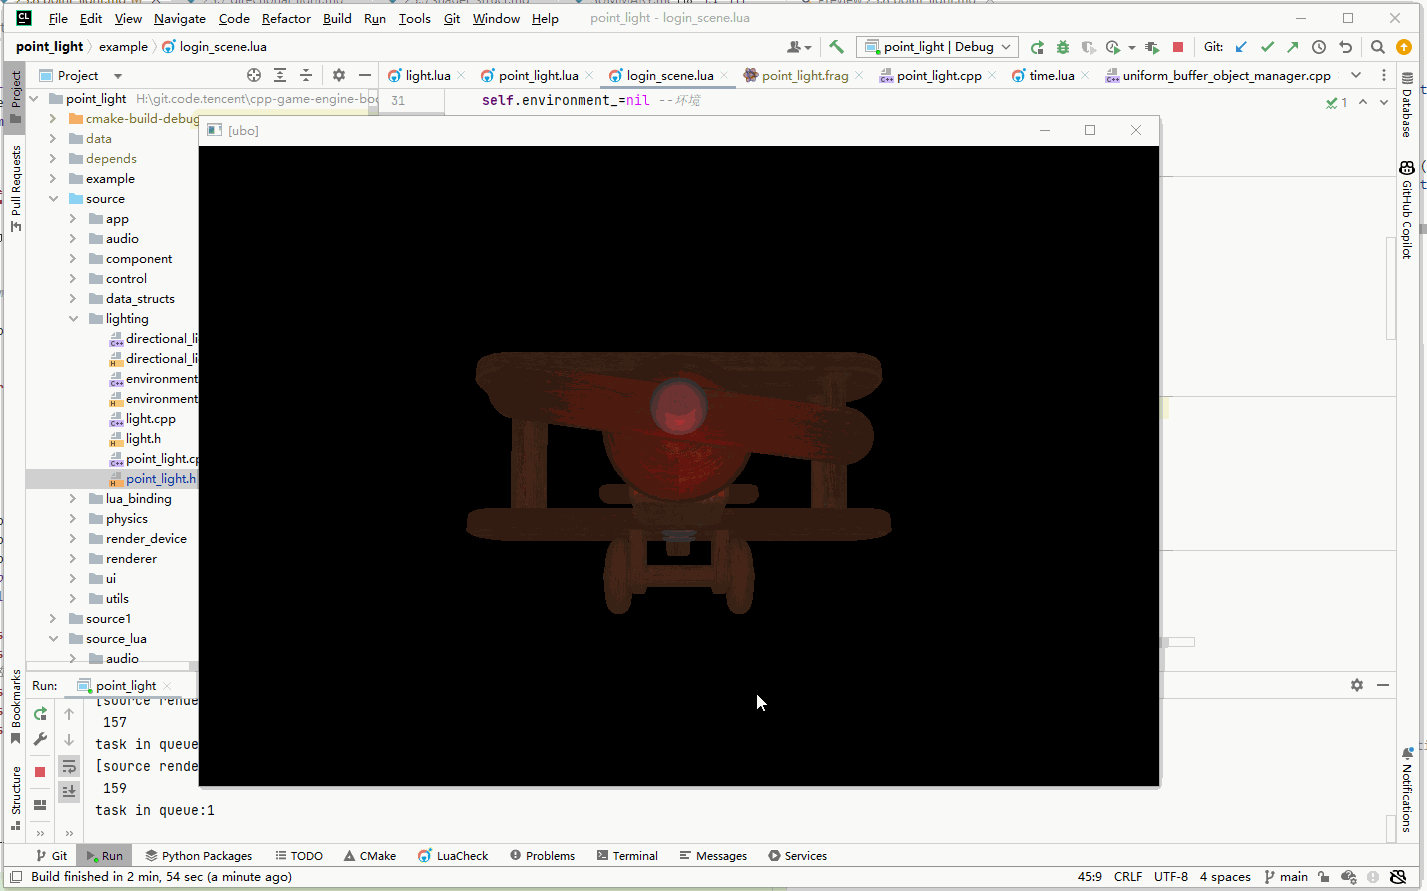 File Edit View Navigate Code Refactor Build Run Tools Git Window Help point_light - login_scene.lua
point_light example login_scene.lua point_light | Debug Git:
Project light.lua point_light.lua login_scene.lua point_light.frag point_light.cpp time.lua uniform_buffer_object_manager.cpp
point_light H:\git.code.tencent\cpp-game-engine-boo
31 self.environment_=nil --环境 1
cmake-build-debug
[ubo]
data
depends
example
source
app
audio
component
control
data_structs
lighting
directional_li
directional_li
environment
environment
light.cpp
light.h
point_light.cp
point_light.h
lua_binding
physics
render_device
renderer
ui
utils
source1
source_lua
audio
Project
Pull Requests
Bookmarks
Structure
Database
GitHub Copilot
Notifications
Run: point_light
[source rende
157
task in queue
[source rende
159
task in queue:1
Git Run Python Packages TODO CMake LuaCheck Problems Terminal Messages Services
Build finished in 2 min, 54 sec (a minute ago) 45:9 CRLF UTF-8 4 spaces main